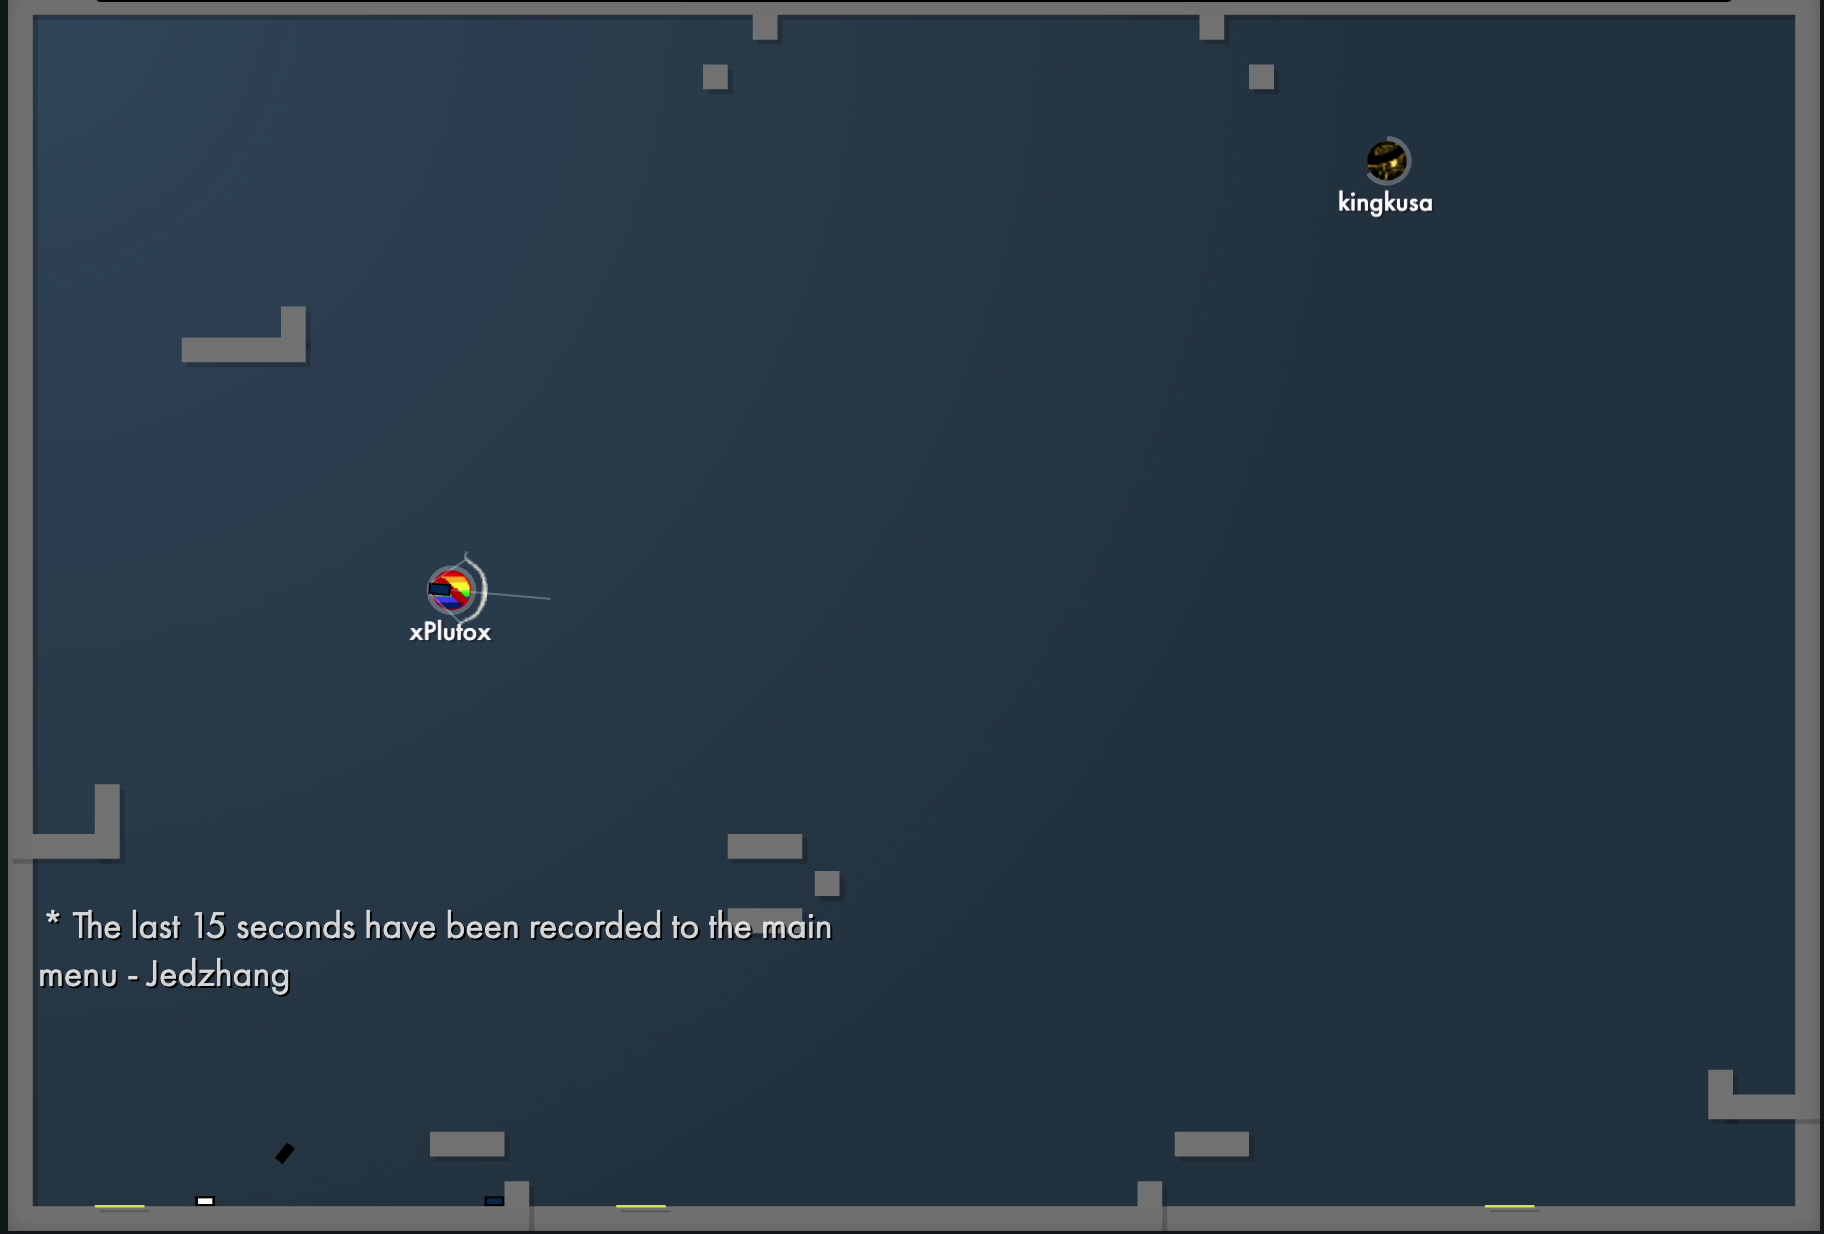 kingkusa
xPlutox
* The last 15 seconds have been recorded to the main
menu - Jedzhang